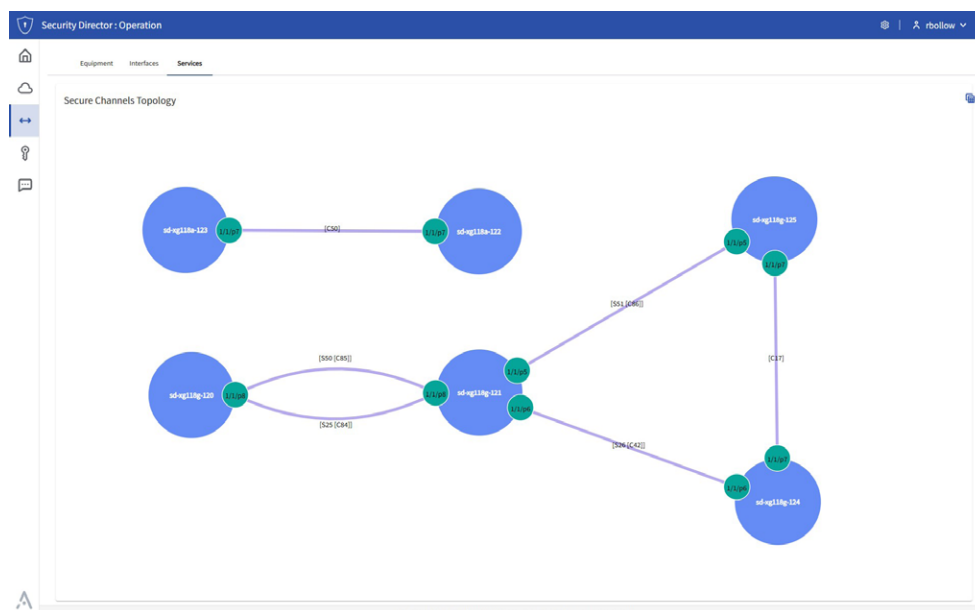 Security Director : Operation
rbollow
Equipment Interfaces Services
Secure Channels Topology
sd-xg118a-123
1/1/p7
[C50]
1/1/p7
sd-xg118a-122
sd-xg118g-125
1/1/p5
1/1/p7
[S51 [C86]]
[C17]
[S50 [C85]]
sd-xg118g-120
1/1/p8
1/1/p8
sd-xg118g-121
1/1/p5
1/1/p6
[S25 [C84]]
[S26 [C42]]
1/1/p7
1/1/p6
sd-xg118g-124